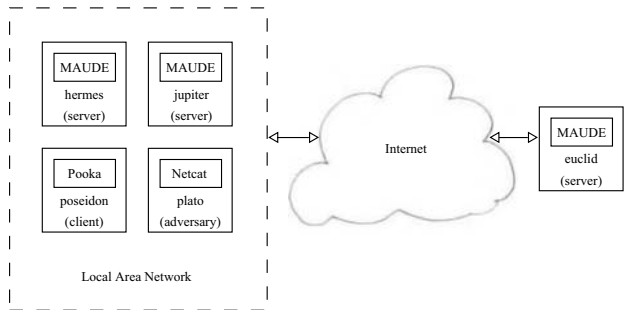 MAUDE
hermes
(server)
MAUDE
jupiter
(server)
Pooka
poseidon
(client)
Netcat
plato
(adversary)
Local Area Network
Internet
MAUDE
euclid
(server)